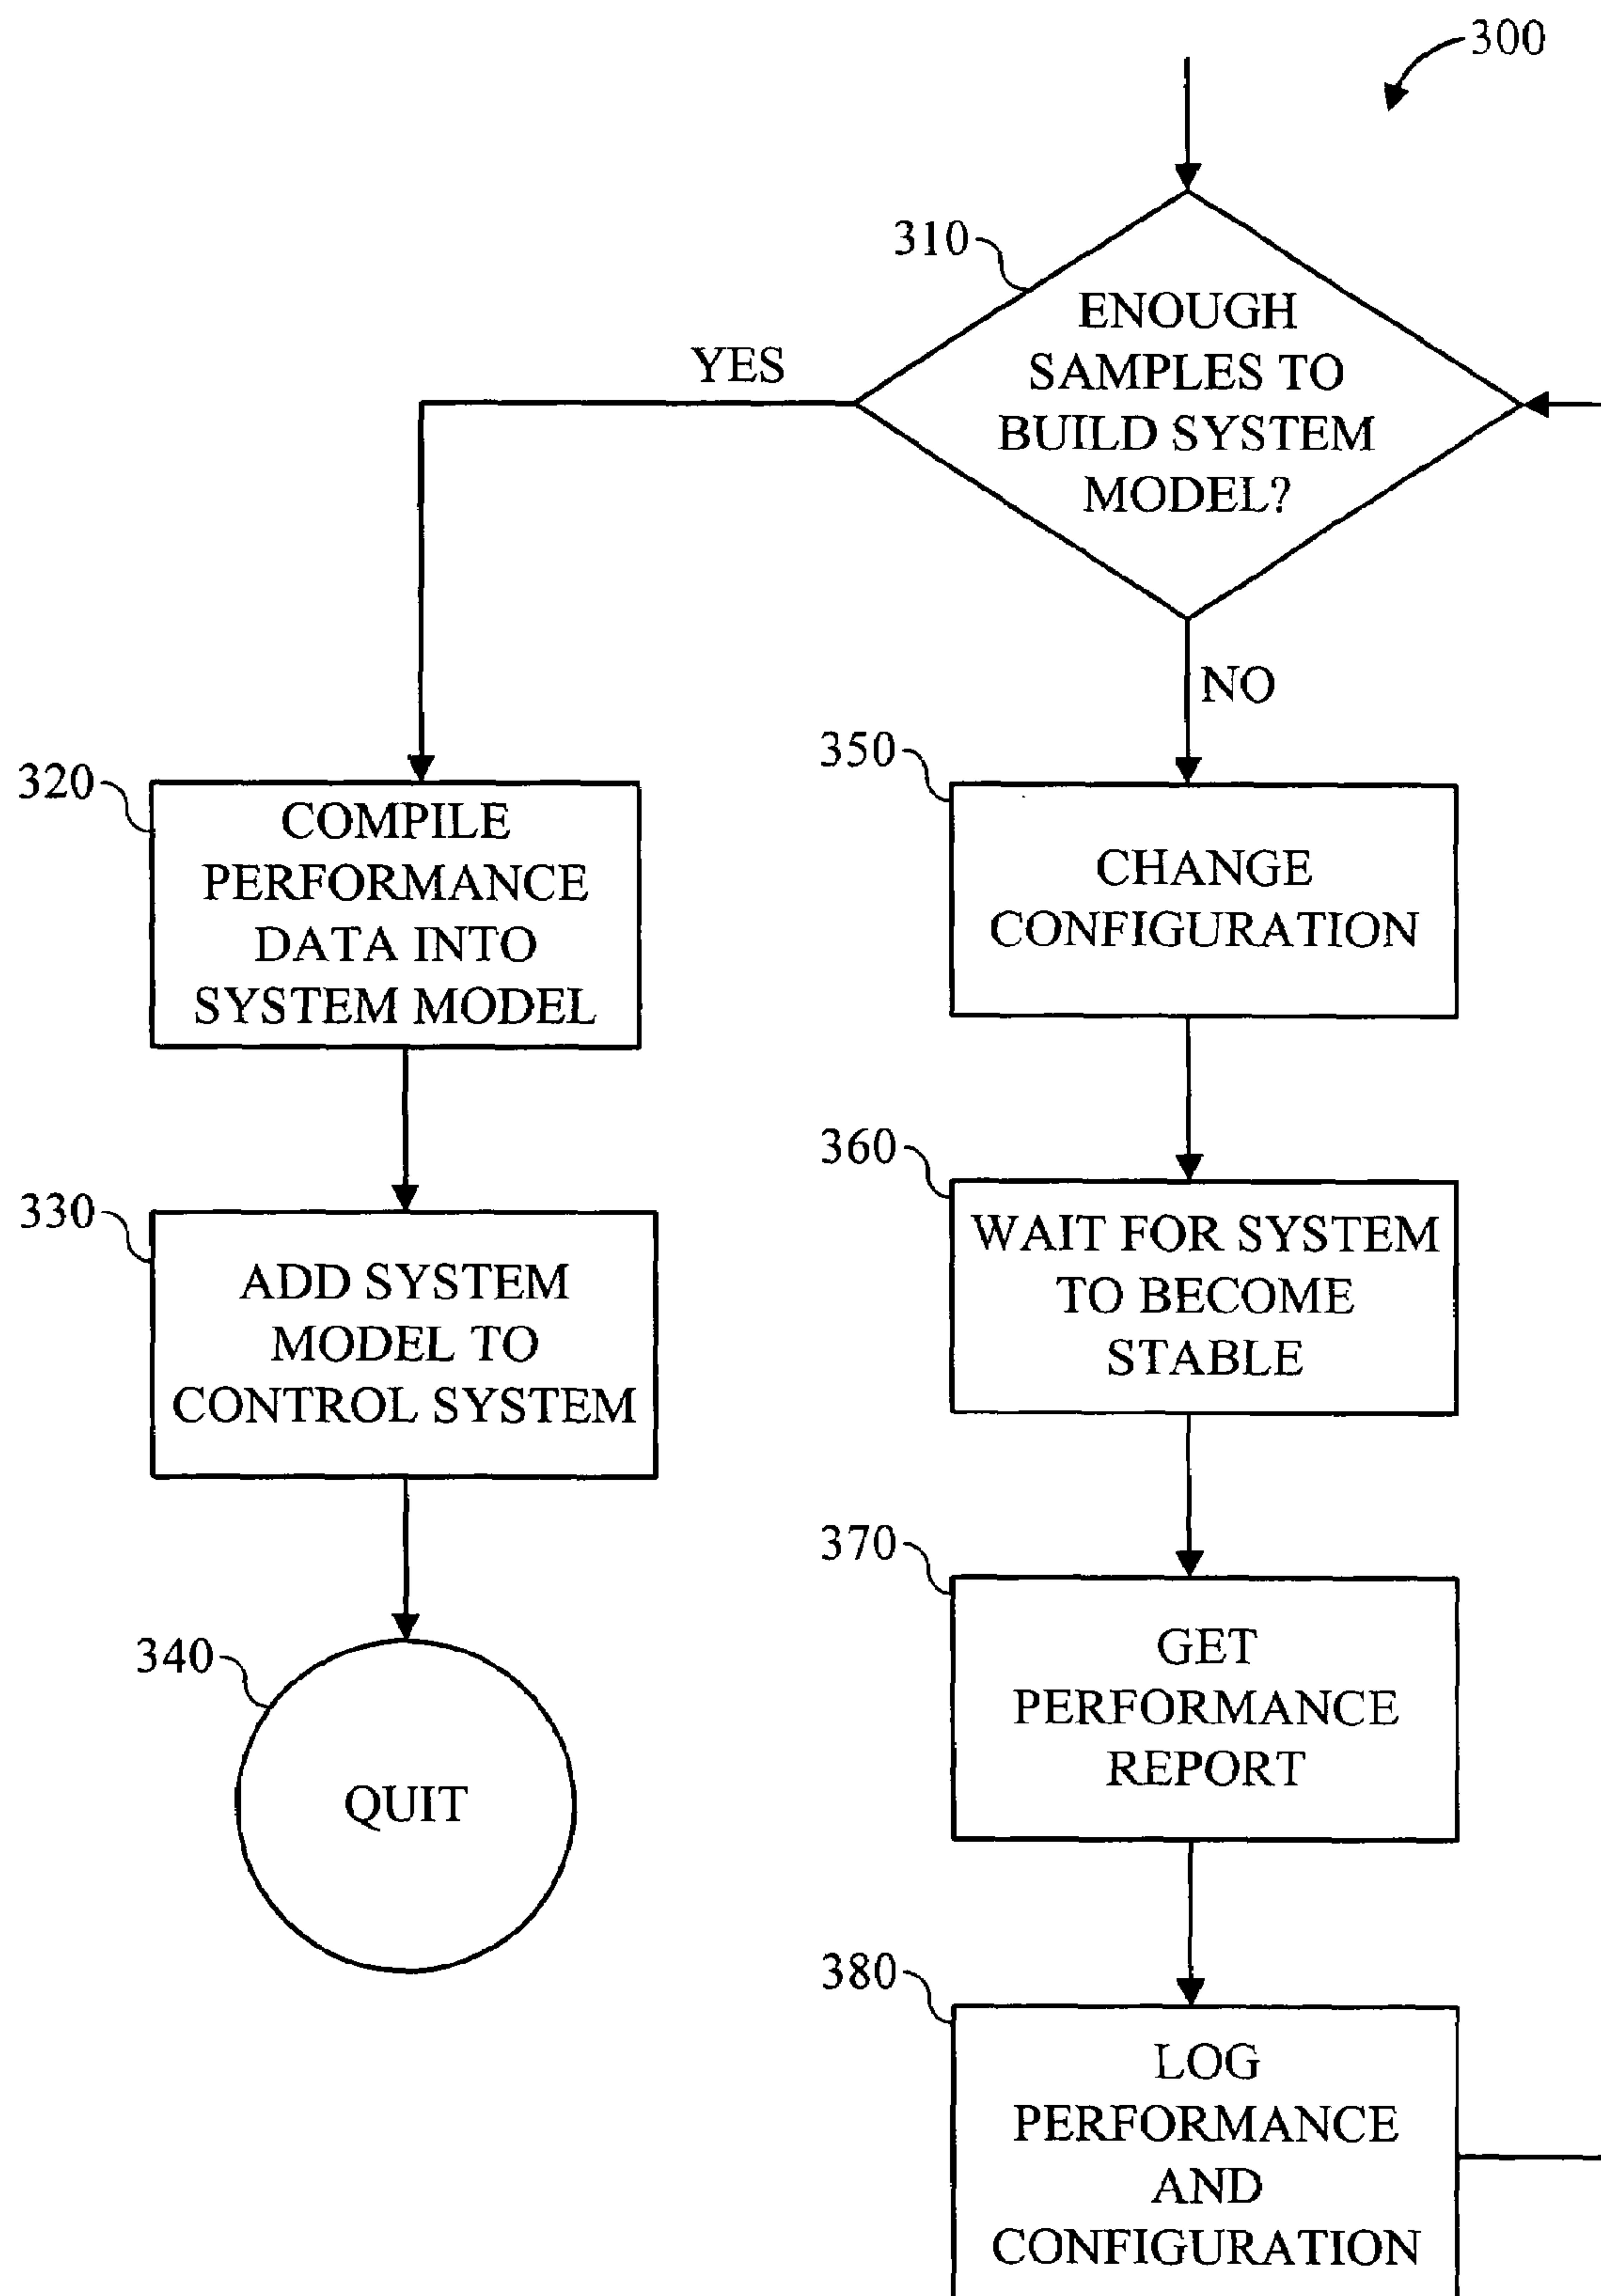 300
310
ENOUGH
SAMPLES TO
BUILD SYSTEM
MODEL?
YES
NO
320
COMPILE
PERFORMANCE
DATA INTO
SYSTEM MODEL
350
CHANGE
CONFIGURATION
330
ADD SYSTEM
MODEL TO
CONTROL SYSTEM
360
WAIT FOR SYSTEM
TO BECOME
STABLE
340
QUIT
370
GET
PERFORMANCE
REPORT
380
LOG
PERFORMANCE
AND
CONFIGURATION